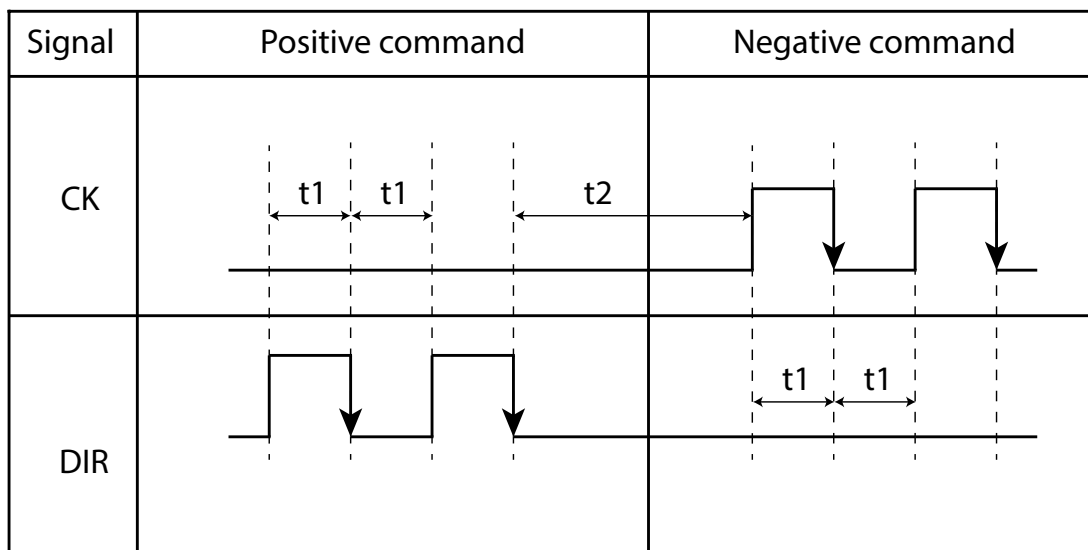 Signal Positive command Negative command
CK t1 t1 t2
DIR t1 t1